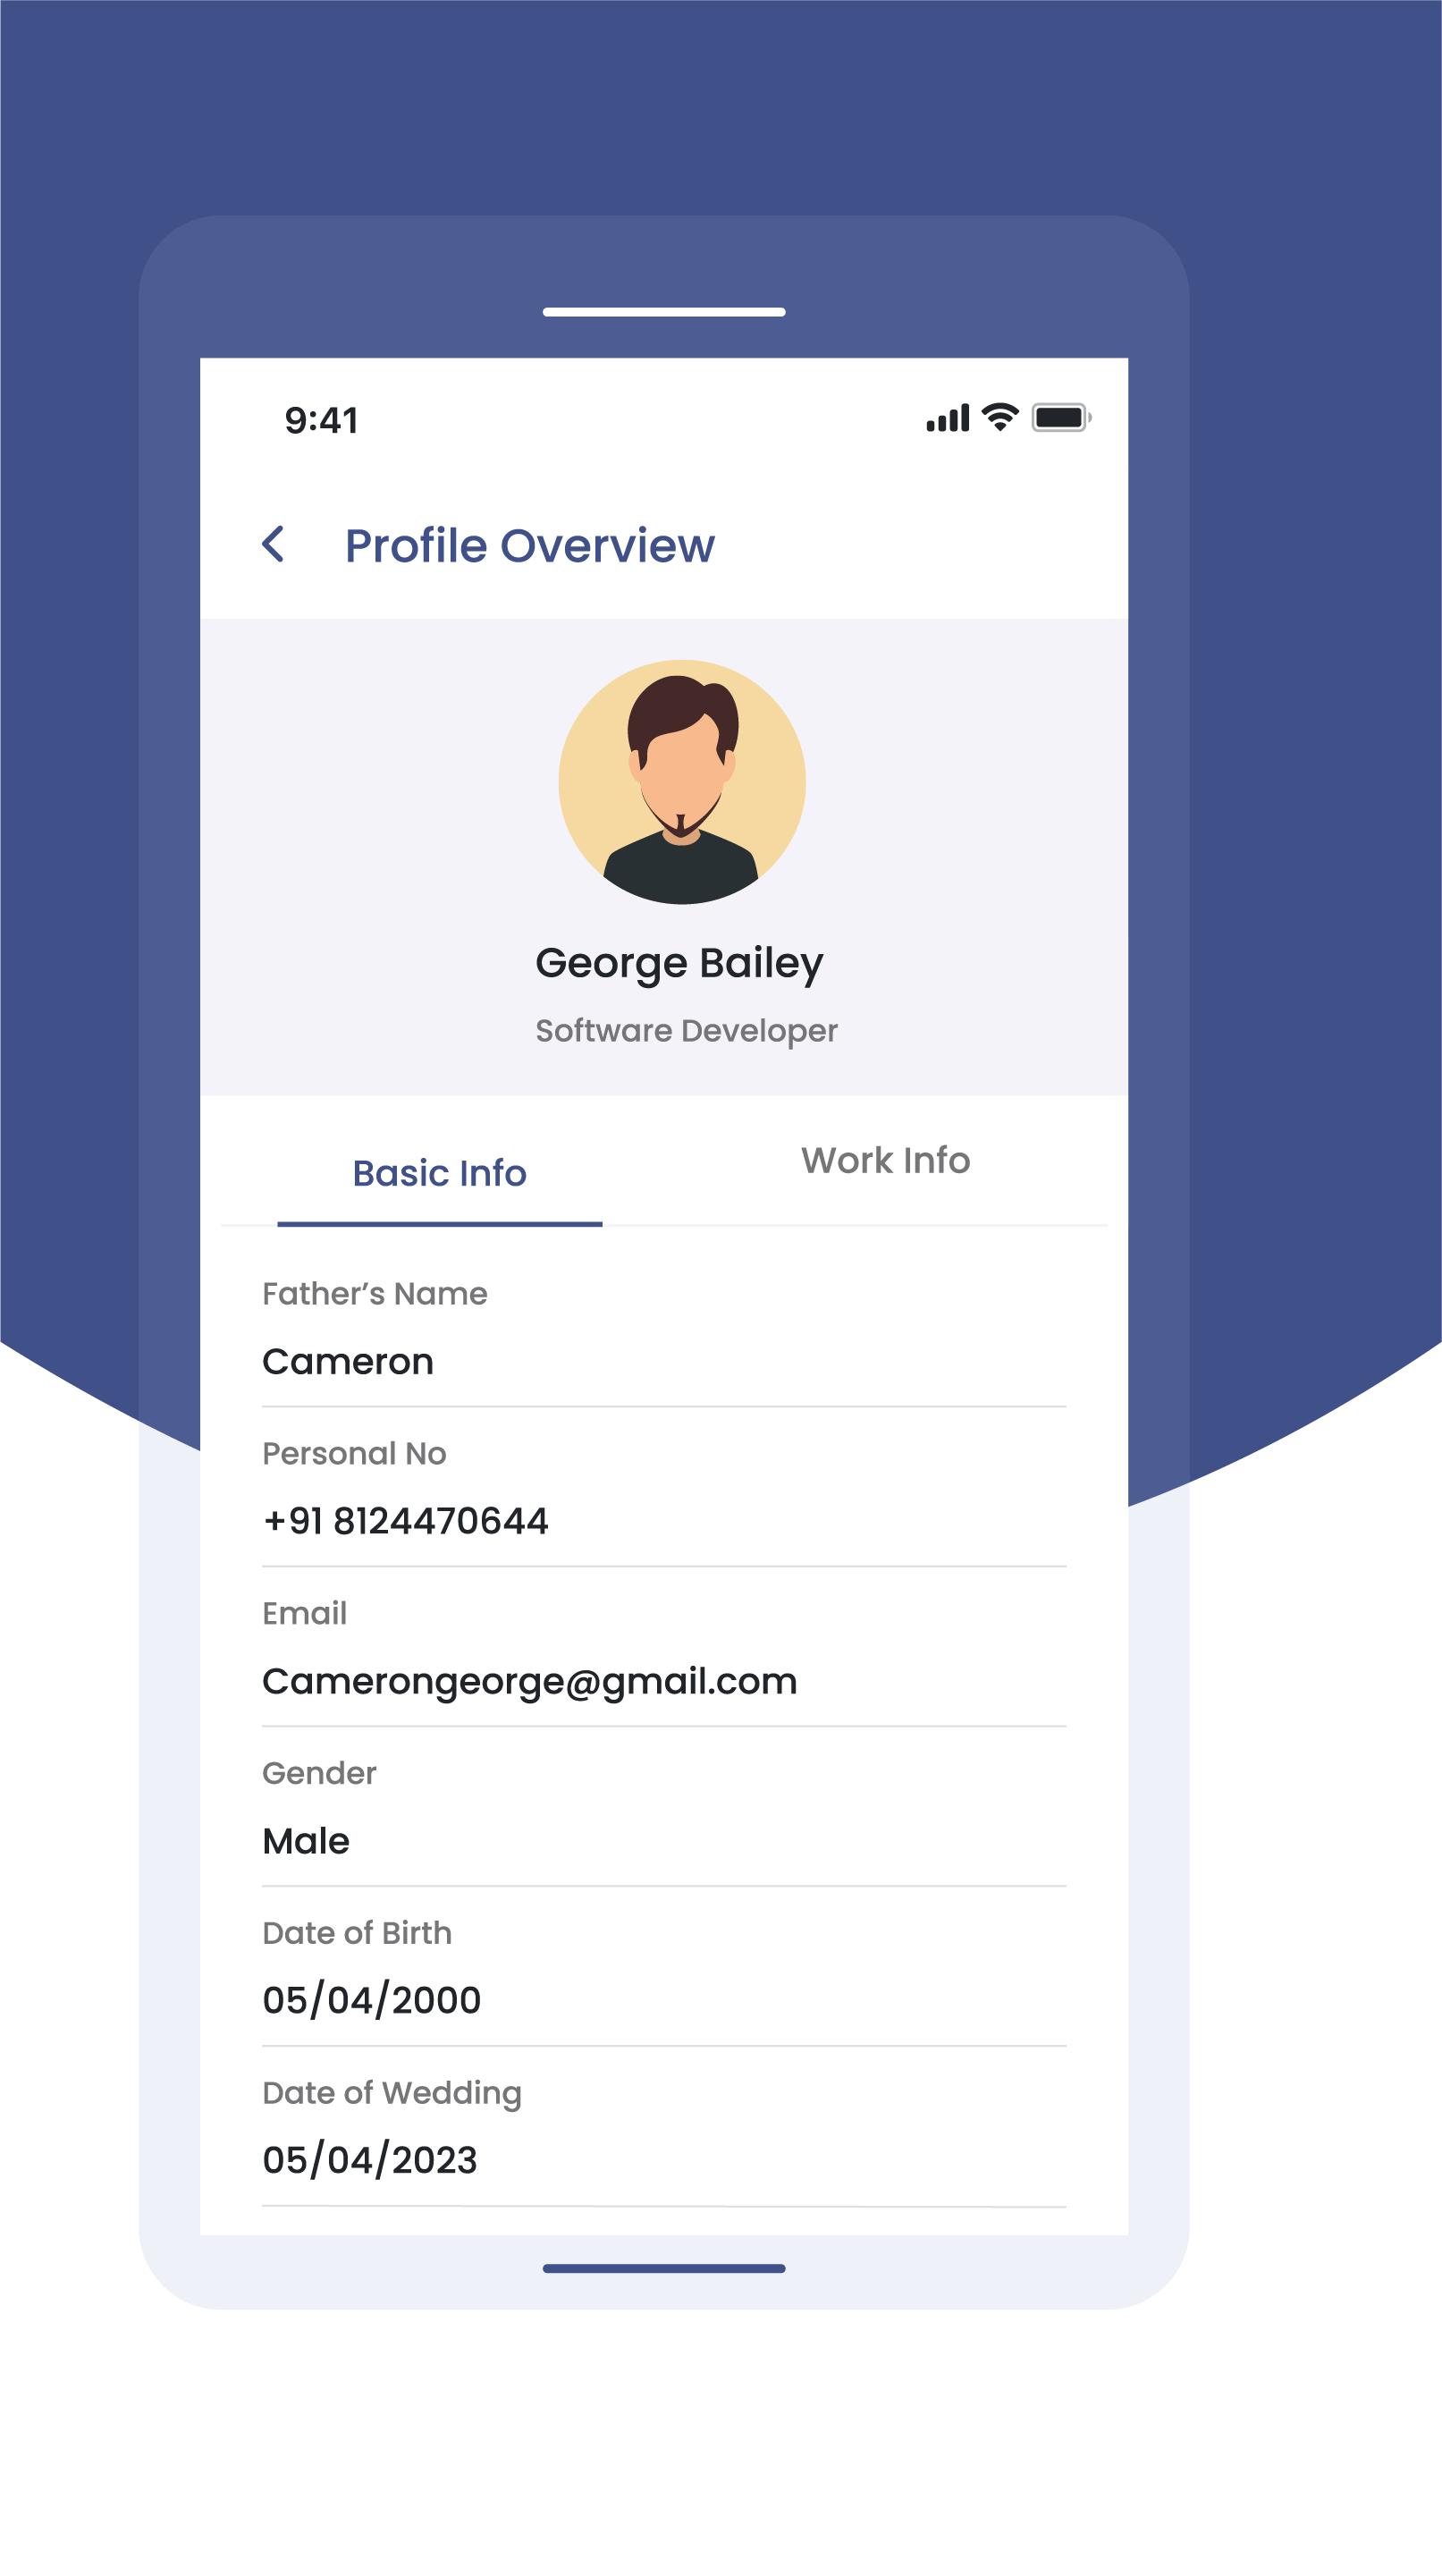 9:41
Profile Overview
George Bailey
Software Developer
Basic Info
Work Info
Father’s Name
Cameron
Personal No
+91 8124470644
Email
Camerongeorge@gmail.com
Gender
Male
Date of Birth
05/04/2000
Date of Wedding
05/04/2023